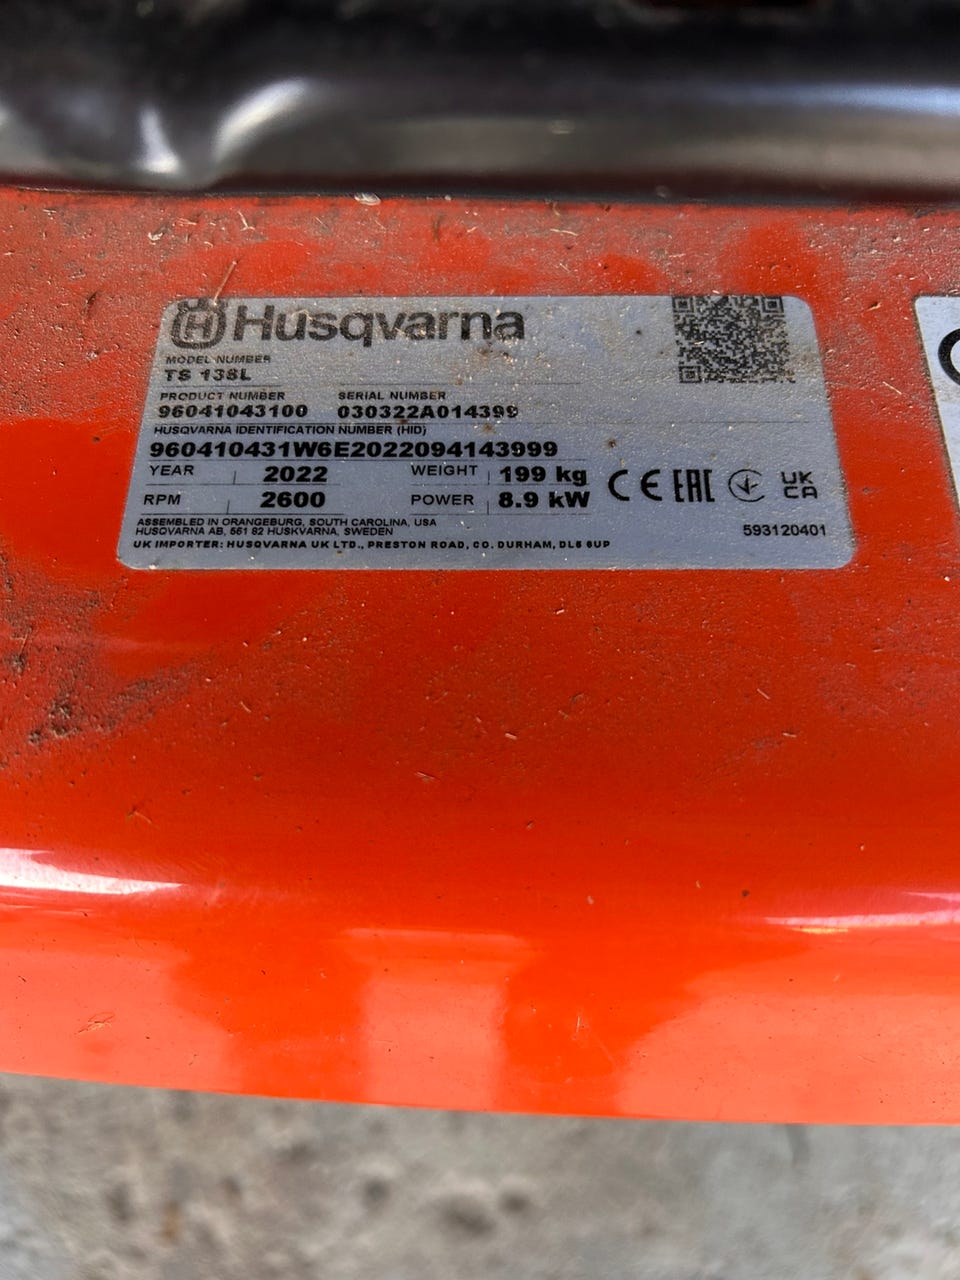 Husqvarna
MODEL NUMBER
TS 138L
PRODUCT NUMBER SERIAL NUMBER
96041043100 030322A014399
HUSQVARNA IDENTIFICATION NUMBER (HID)
960410431W6E2022094143999
YEAR 2022 WEIGHT 199 kg
RPM 2600 POWER 8.9 kW
CE EAC UK CA
ASSEMBLED IN ORANGEBURG, SOUTH CAROLINA, USA
HUSQVARNA AB, 561 82 HUSKVARNA, SWEDEN
UK IMPORTER: HUSQVARNA UK LTD., PRESTON ROAD, CO. DURHAM, DL5 6UP
593120401